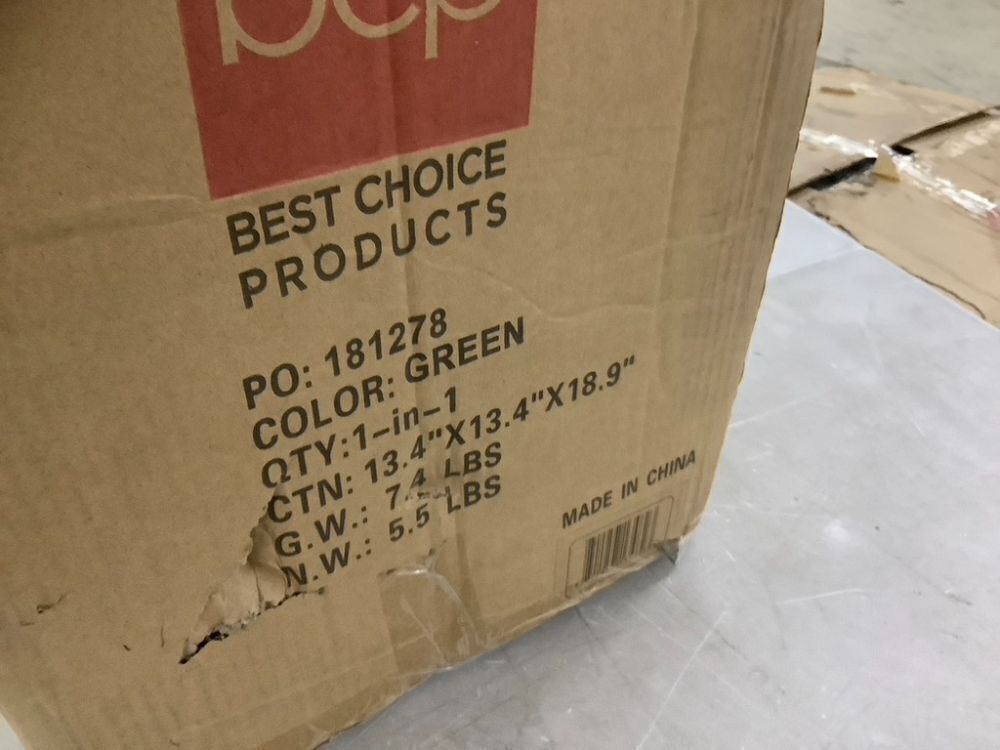 bcp
BEST CHOICE
PRODUCTS
PO: 181278
COLOR: GREEN
QTY:1-in-1
CTN: 13.4"X13.4"X18.9"
G.W.: 7.4 LBS
N.W.: 5.5 LBS
MADE IN CHINA